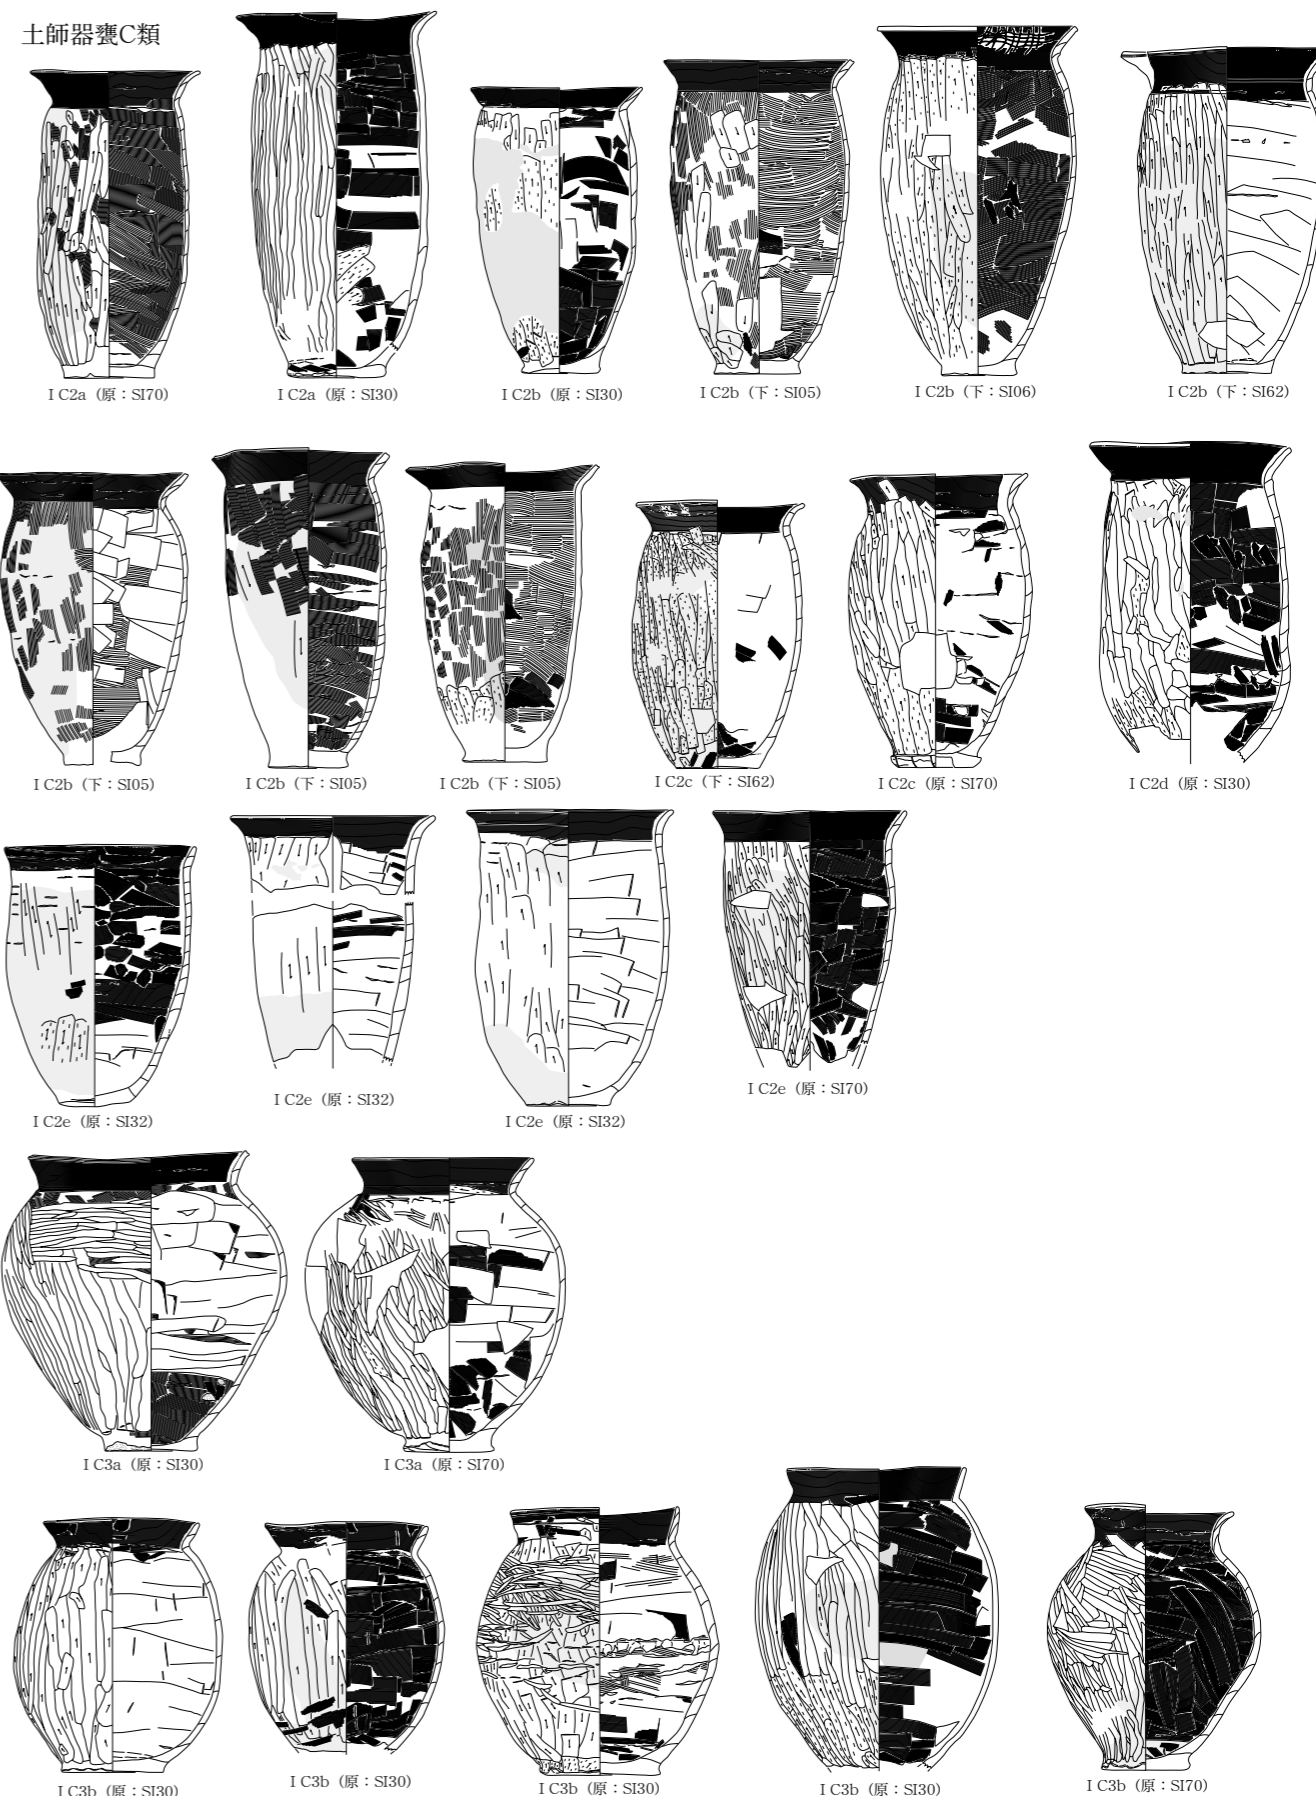 土師器甕C類
I C2a（原：SI70）
I C2a（原：SI30）
I C2b（原：SI30）
I C2b（下：SI05）
I C2b（下：SI06）
I C2b（下：SI62）
I C2b（下：SI05）
I C2b（下：SI05）
I C2b（下：SI05）
I C2c（下：SI62）
I C2c（原：SI70）
I C2d（原：SI30）
I C2e（原：SI32）
I C2e（原：SI32）
I C2e（原：SI32）
I C2e（原：SI70）
I C3a（原：SI30）
I C3a（原：SI70）
I C3b（原：SI30）
I C3b（原：SI30）
I C3b（原：SI30）
I C3b（原：SI30）
I C3b（原：SI70）